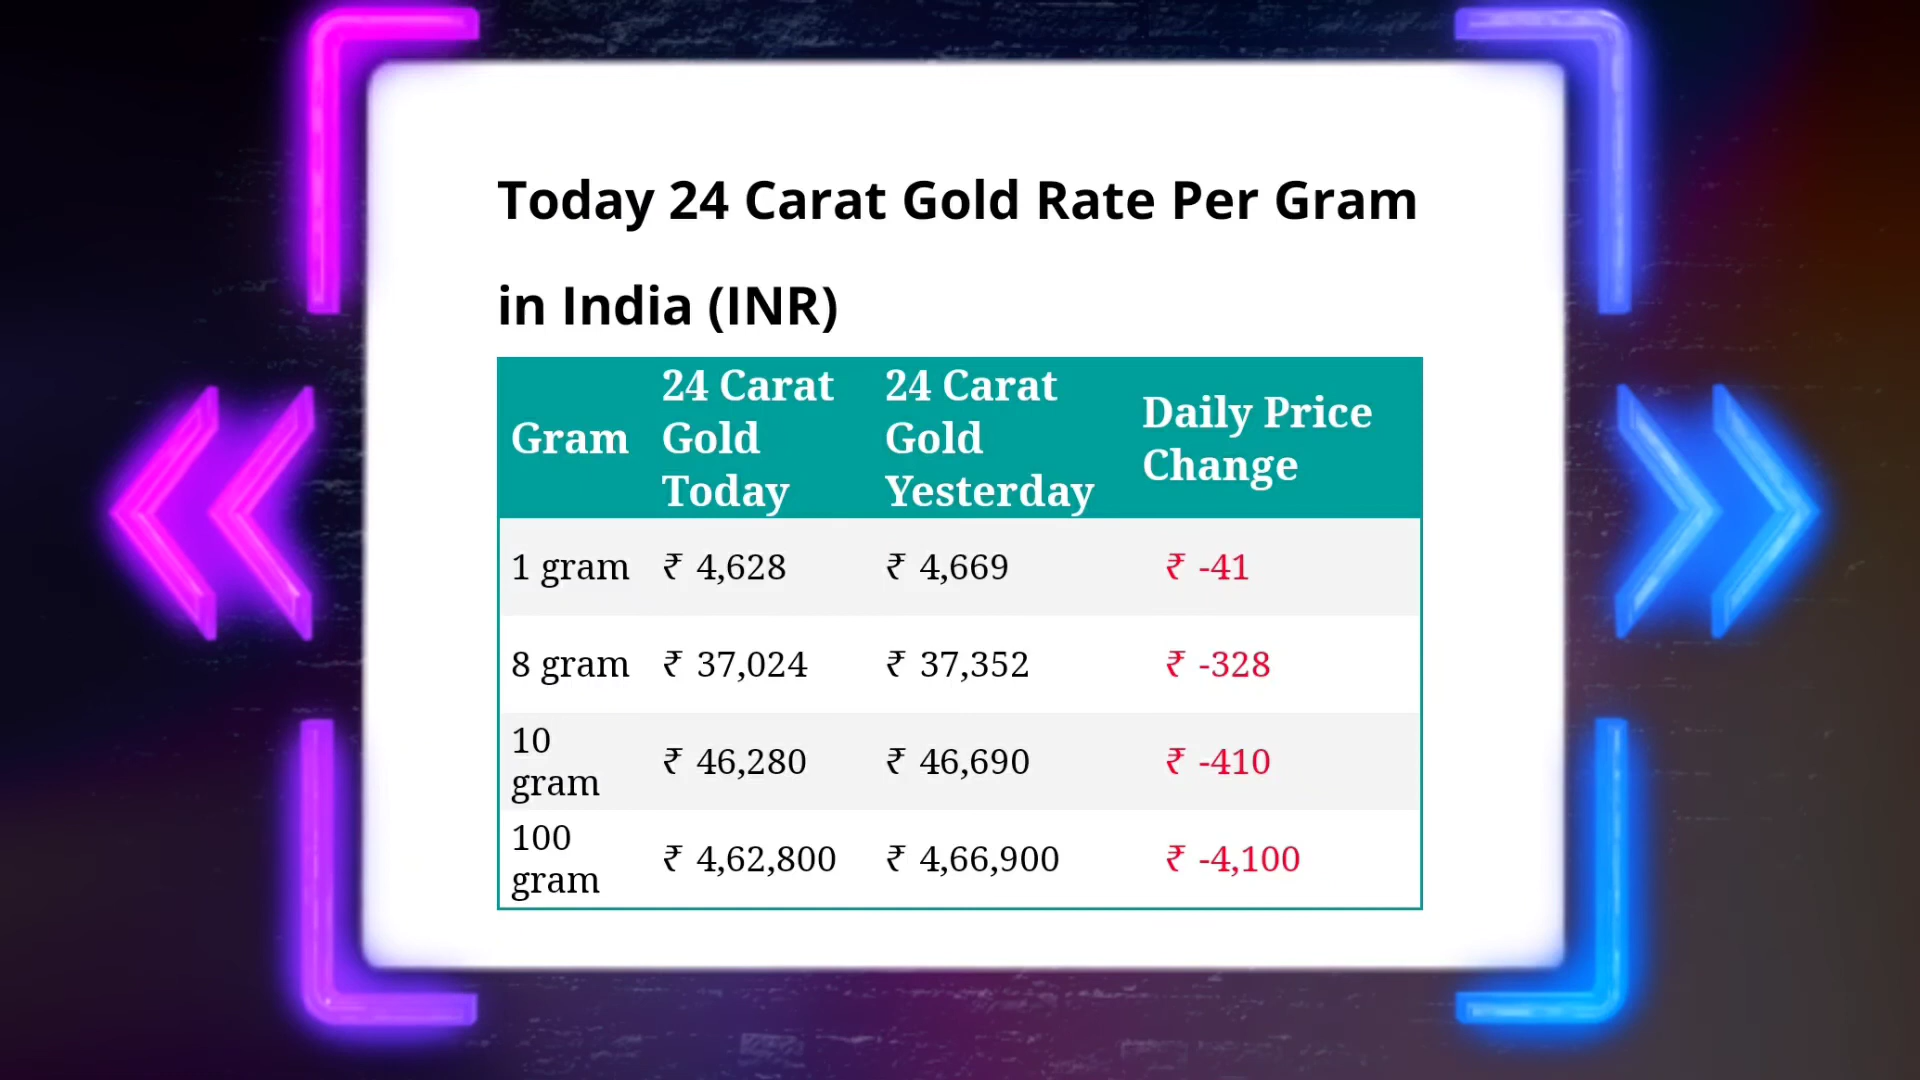 Today 24 Carat Gold Rate Per Gram
in India (INR)
Gram
24 Carat
Gold
Today
24 Carat
Gold
Yesterday
Daily Price
Change
1 gram ₹ 4,628 ₹ 4,669 ₹ -41
8 gram ₹ 37,024 ₹ 37,352 ₹ -328
10
gram ₹ 46,280 ₹ 46,690 ₹ -410
100
gram ₹ 4,62,800 ₹ 4,66,900 ₹ -4,100